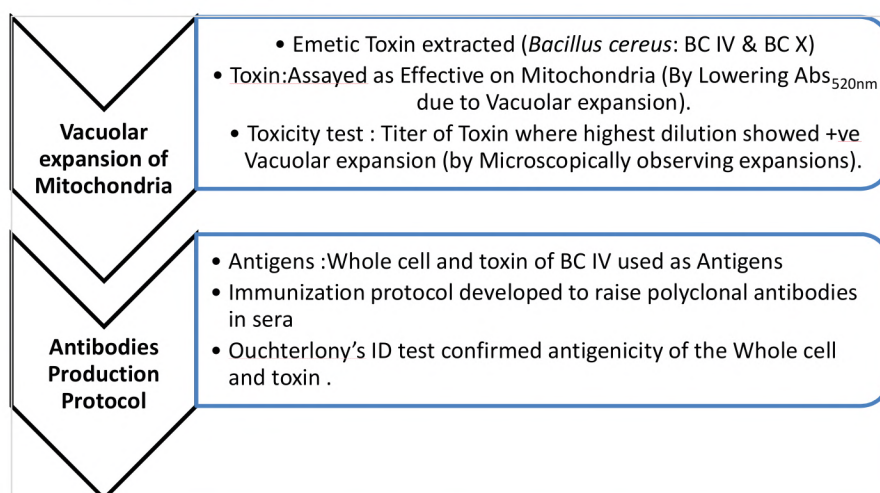 Vacuolar
expansion of
Mitochondria
• Emetic Toxin extracted (Bacillus cereus: BC IV & BC X)
• Toxin:Assayed as Effective on Mitochondria (By Lowering Abs520nm
due to Vacuolar expansion).
• Toxicity test : Titer of Toxin where highest dilution showed +ve
Vacuolar expansion (by Microscopically observing expansions).
Antibodies
Production
Protocol
• Antigens :Whole cell and toxin of BC IV used as Antigens
• Immunization protocol developed to raise polyclonal antibodies
in sera
• Ouchterlony’s ID test confirmed antigenicity of the Whole cell
and toxin .